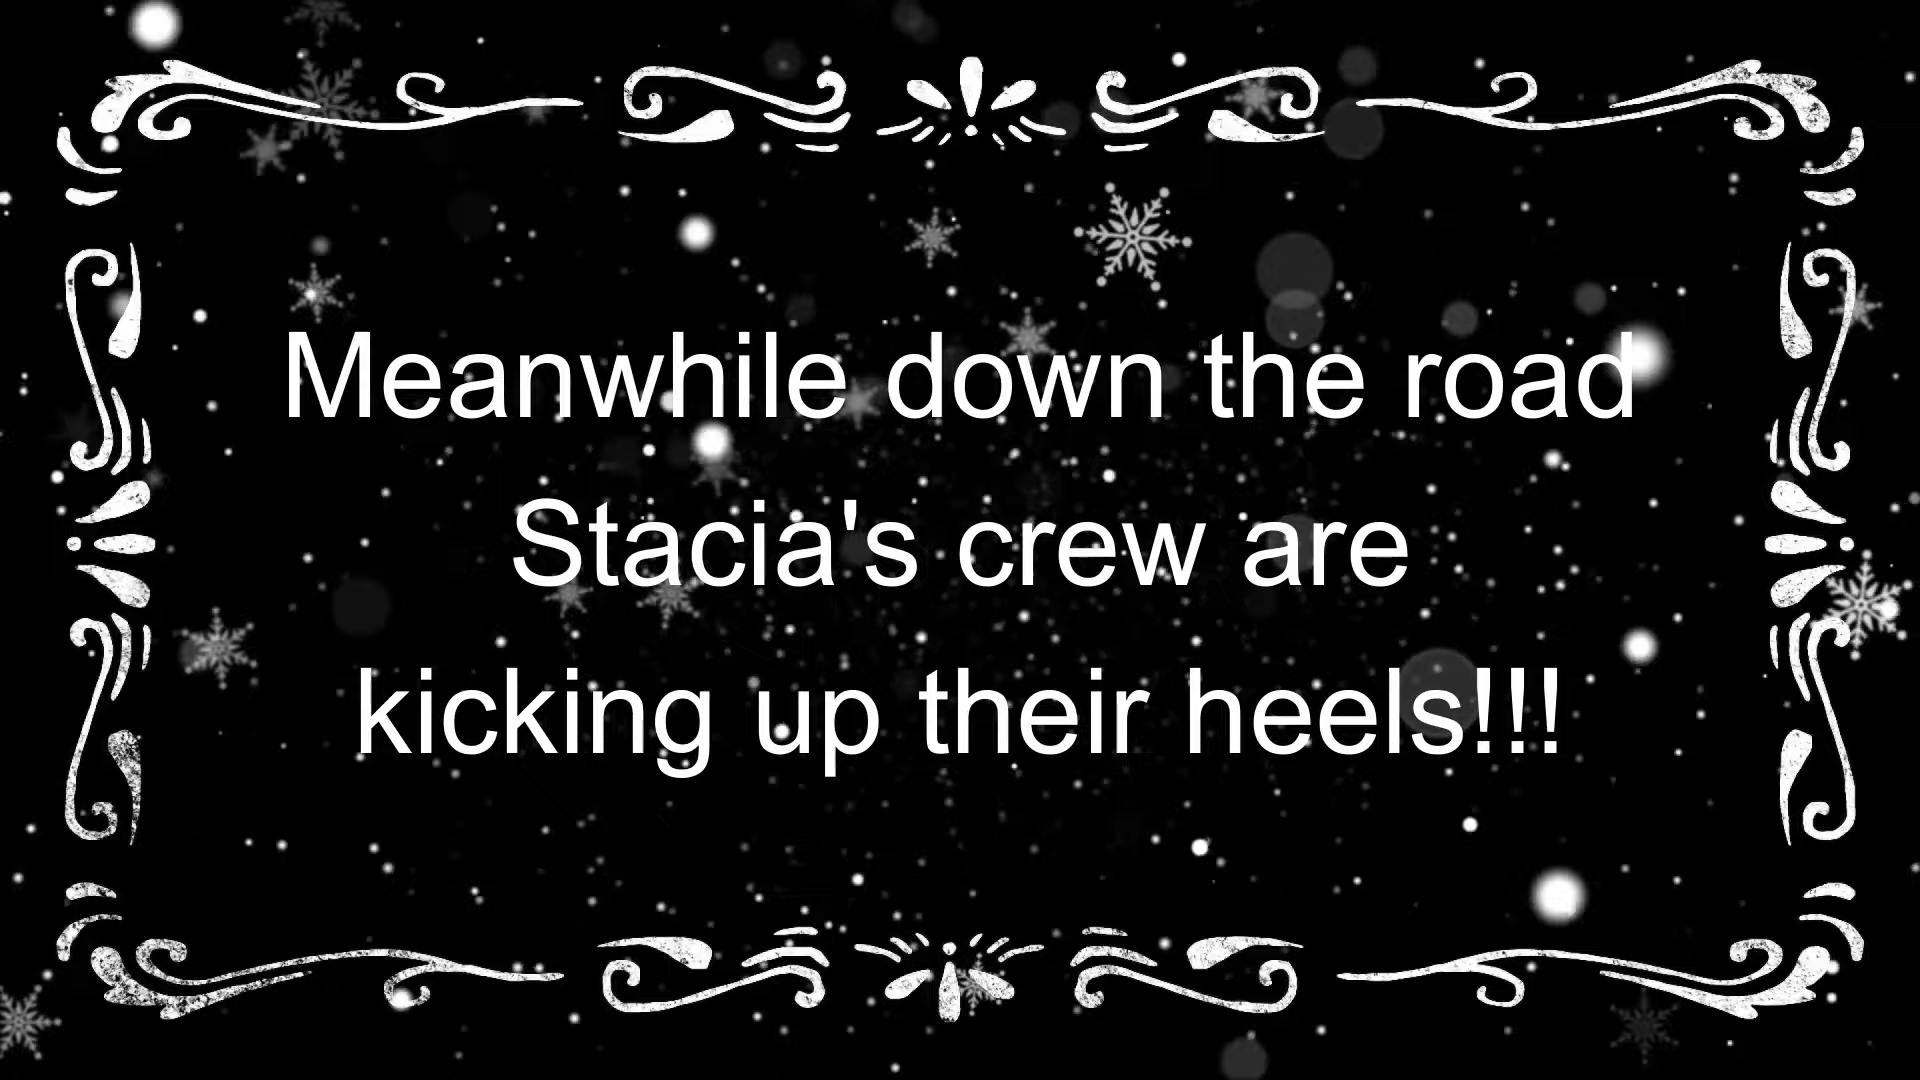 Meanwhile down the road
Stacia's crew are
kicking up their heels!!!